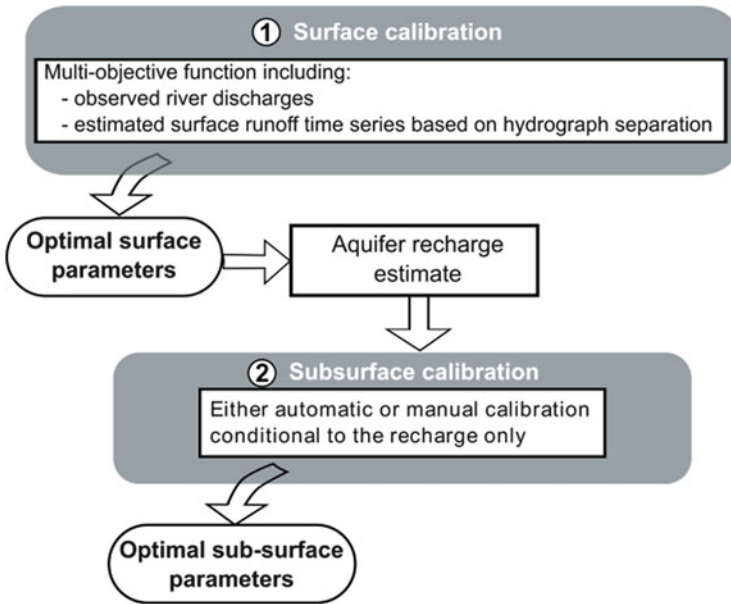 1 Surface calibration
Multi-objective function including:
- observed river discharges
- estimated surface runoff time series based on hydrograph separation
Optimal surface
parameters
Aquifer recharge
estimate
2 Subsurface calibration
Either automatic or manual calibration
conditional to the recharge only
Optimal sub-surface
parameters